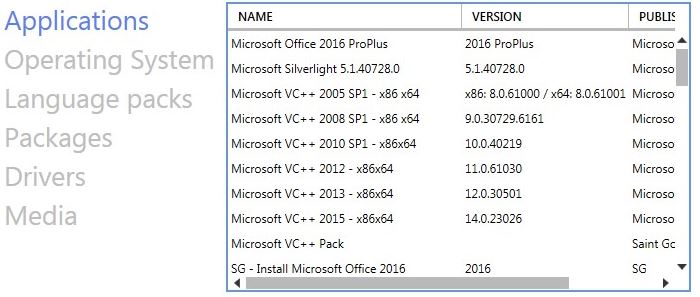 Applications
Operating System
Language packs
Packages
Drivers
Media
NAME VERSION PUBLIS
Microsoft Office 2016 ProPlus 2016 ProPlus Microso
Microsoft Silverlight 5.1.40728.0 5.1.40728.0 Microso
Microsoft VC++ 2005 SP1 - x86 x64 x86: 8.0.61000 / x64: 8.0.61001 Microso
Microsoft VC++ 2008 SP1 - x86x64 9.0.30729.6161 Microso
Microsoft VC++ 2010 SP1 - x86x64 10.0.40219 Microso
Microsoft VC++ 2012 - x86x64 11.0.61030 Microso
Microsoft VC++ 2013 - x86x64 12.0.30501 Microso
Microsoft VC++ 2015 - x86x64 14.0.23026 Microso
Microsoft VC++ Pack Saint Go
SG - Install Microsoft Office 2016 2016 SG